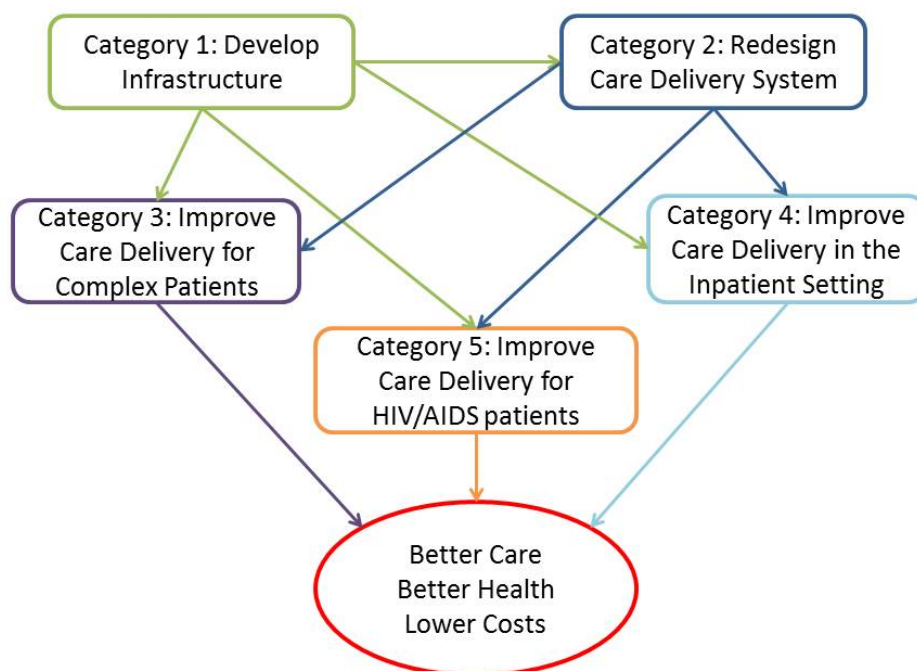 Category 1: Develop
Infrastructure
Category 2: Redesign
Care Delivery System
Category 3: Improve
Care Delivery for
Complex Patients
Category 4: Improve
Care Delivery in the
Inpatient Setting
Category 5: Improve
Care Delivery for
HIV/AIDS patients
Better Care
Better Health
Lower Costs